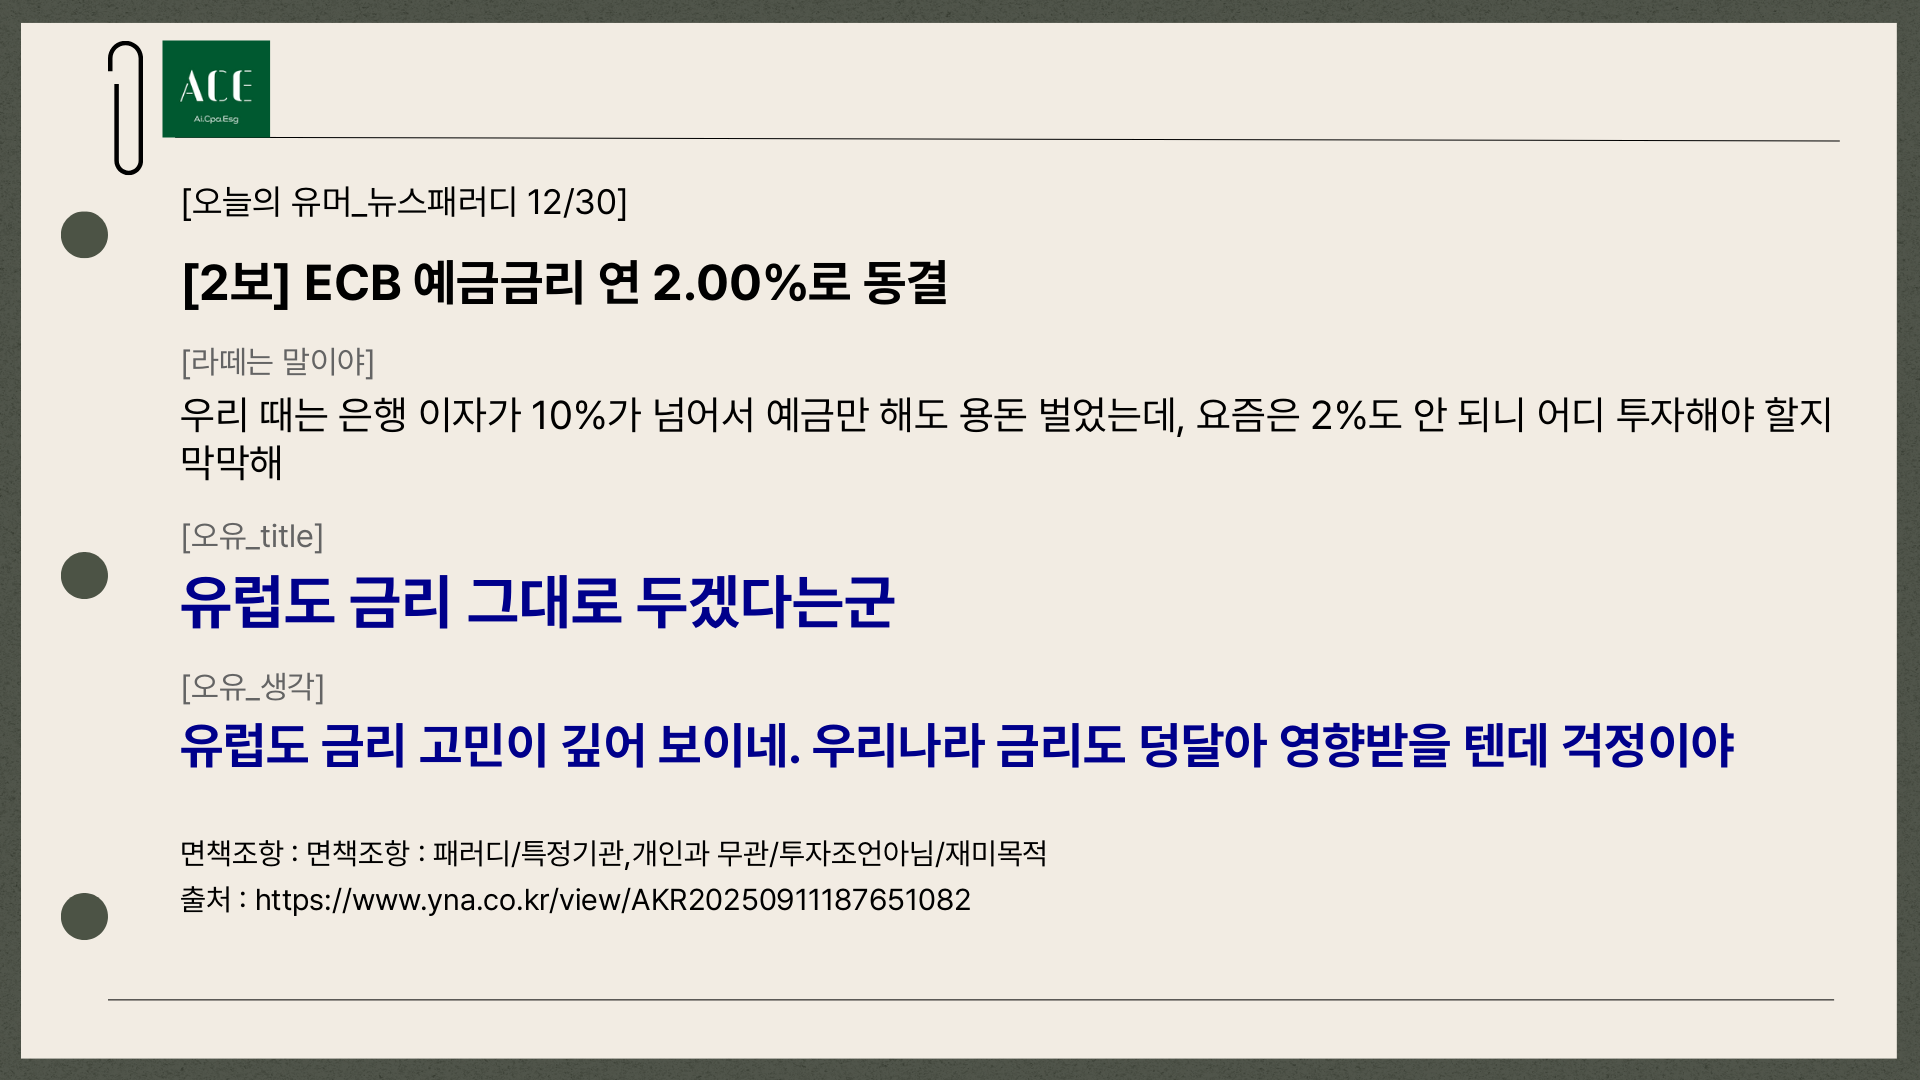 ACE
Ai.Cpa.Esg
[오늘의 유머_뉴스패러디 12/30]
[2보] ECB 예금금리 연 2.00%로 동결
[라떼는 말이야]
우리 때는 은행 이자가 10%가 넘어서 예금만 해도 용돈 벌었는데, 요즘은 2%도 안 되니 어디 투자해야 할지
막막해
[오유_title]
유럽도 금리 그대로 두겠다는군
[오유_생각]
유럽도 금리 고민이 깊어 보이네. 우리나라 금리도 덩달아 영향받을 텐데 걱정이야
면책조항 : 면책조항 : 패러디/특정기관,개인과 무관/투자조언아님/재미목적
출처 : https://www.yna.co.kr/view/AKR20250911187651082